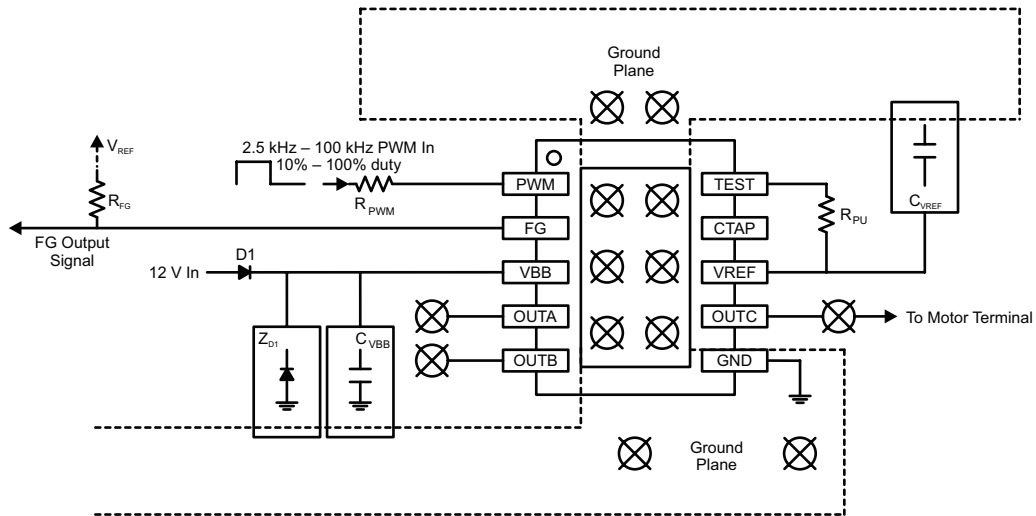 Ground
Plane
V_REF
2.5 kHz – 100 kHz PWM In
10% – 100% duty
R_PWM
R_FG
FG Output
Signal
12 V In
D1
Z_D1
C_VBB
PWM
FG
VBB
OUTA
OUTB
TEST
CTAP
VREF
OUTC
GND
R_PU
C_VREF
To Motor Terminal
Ground
Plane